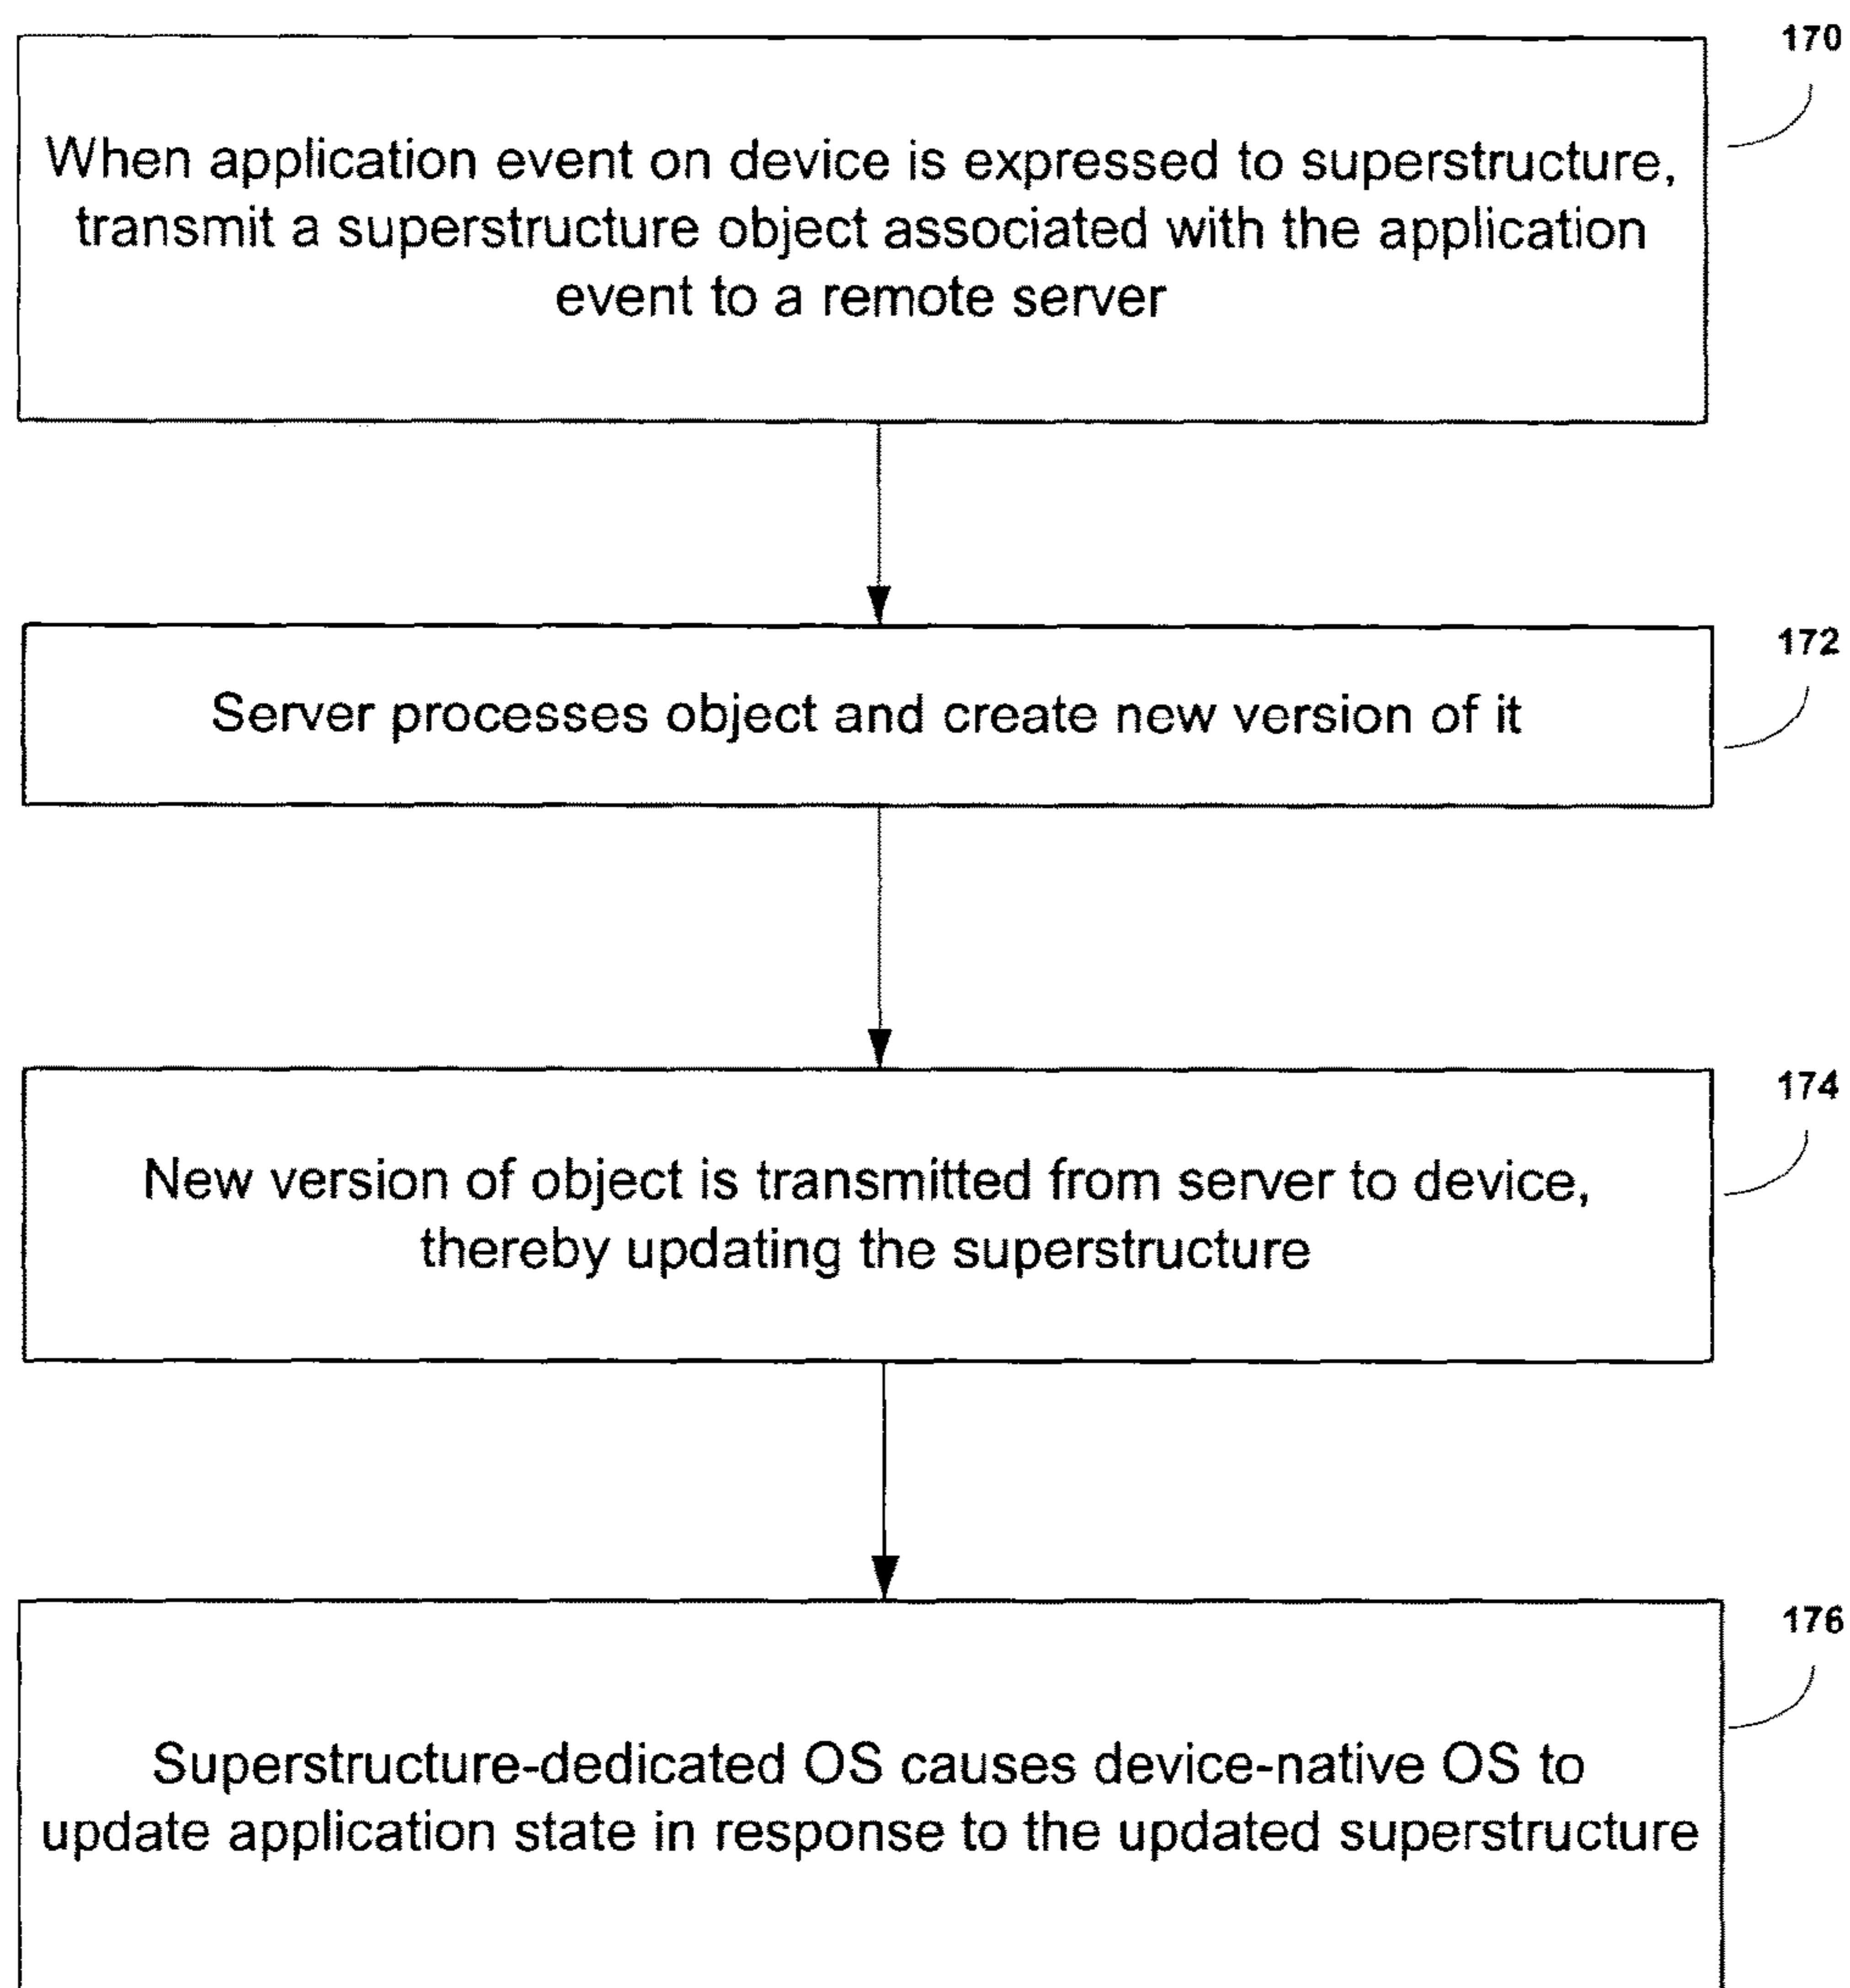 170
When application event on device is expressed to superstructure,
transmit a superstructure object associated with the application
event to a remote server
172
Server processes object and create new version of it
174
New version of object is transmitted from server to device,
thereby updating the superstructure
176
Superstructure-dedicated OS causes device-native OS to
update application state in response to the updated superstructure